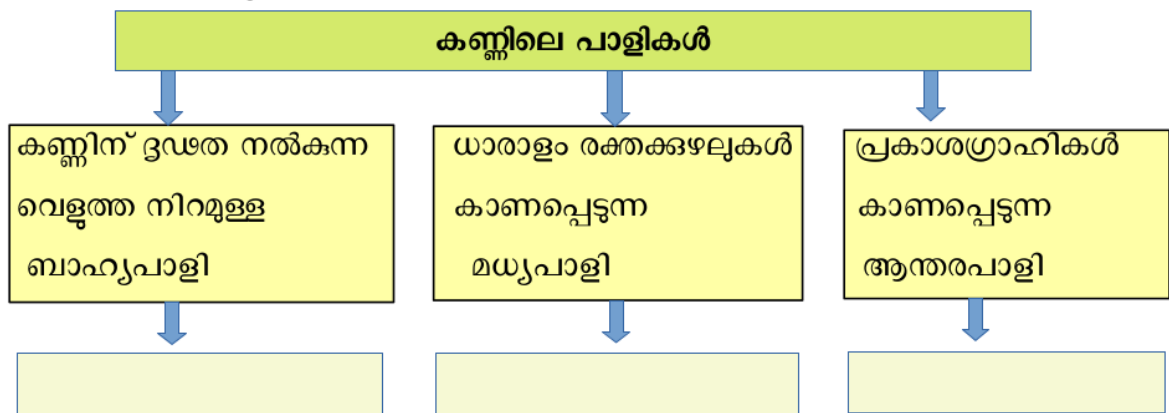 കണ്ണിലെ പാളികൾ
കണ്ണിന് ദൃഢത നൽകുന്ന
വെളുത്ത നിറമുള്ള
ബാഹ്യപാളി
ധാരാളം രക്തക്കുഴലുകൾ
കാണപ്പെടുന്ന
മധ്യപാളി
പ്രകാശഗ്രാഹികൾ
കാണപ്പെടുന്ന
ആന്തരപാളി